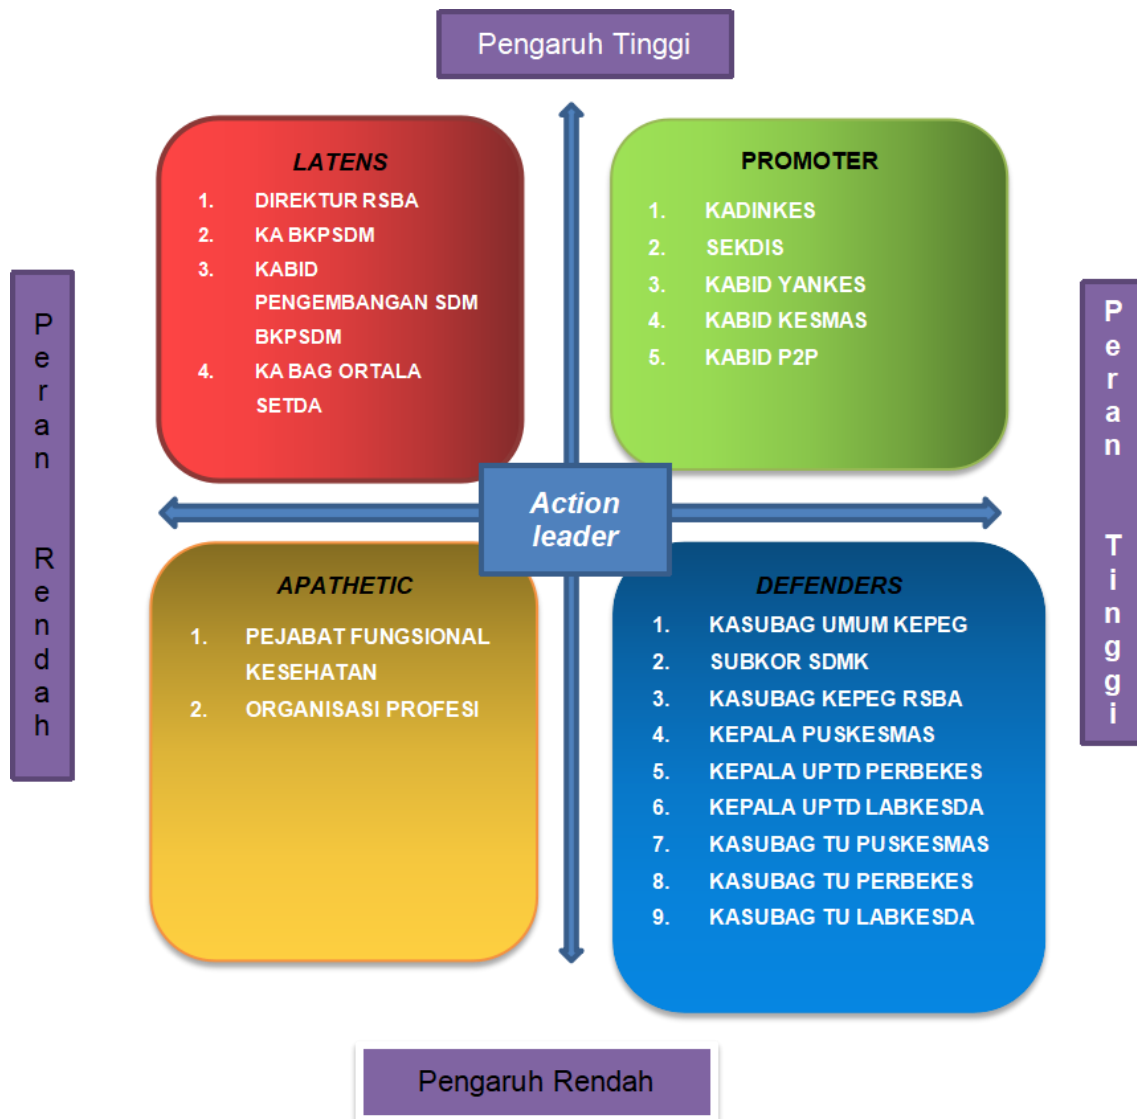 Pengaruh Tinggi
LATENS
1. DIREKTUR RSBA
2. KA BKPSDM
3. KABID
PENGEMBANGAN SDM
BKPSDM
4. KA BAG ORTALA
SETDA
PROMOTER
1. KADINKES
2. SEKDIS
3. KABID YANKES
4. KABID KESMAS
5. KABID P2P
Peran Rendah
Action
leader
Peran Tinggi
APATHETIC
1. PEJABAT FUNGSIONAL
KESEHATAN
2. ORGANISASI PROFESI
DEFENDERS
1. KASUBAG UMUM KEPEG
2. SUBKOR SDMK
3. KASUBAG KEPEG RSBA
4. KEPALA PUSKESMAS
5. KEPALA UPTD PERBEKES
6. KEPALA UPTD LABKESDA
7. KASUBAG TU PUSKESMAS
8. KASUBAG TU PERBEKES
9. KASUBAG TU LABKESDA
Pengaruh Rendah